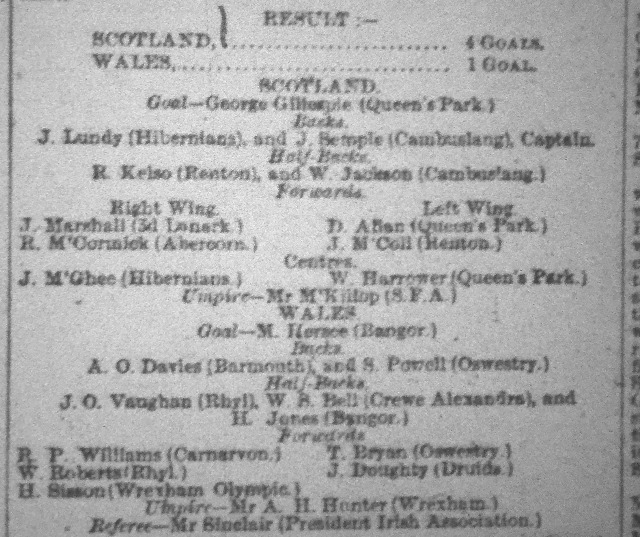 RESULT :—
SCOTLAND, ........................ 4 GOALS.
WALES, ........................ 1 GOAL.
SCOTLAND.
Goal—George Gillespie (Queen's Park.)
Backs.
J. Lundy (Hibernians), and J. Semple (Cambuslang), Captain.
Half-Backs.
R. Kelso (Renton), and W. Jackson (Cambuslang.)
Forwards.
Right Wing. Left Wing
J. Marshall (3d Lanark.) D. Allan (Queen's Park.)
R. M'Cormick (Abercorn.) J. M'Coll (Renton.)
Centres.
J. M'Ghee (Hibernians.) W. Harrower (Queen's Park.)
Umpire—Mr M'Killop (S.F.A.)
WALES
Goal—M. Hersee (Bangor.)
Backs.
A. O. Davies (Barmouth), and S. Powell (Oswestry.)
Half-Backs.
J. O. Vaughan (Rhyl), W. S. Bell (Crewe Alexandra), and
H. Jones (Bangor.)
Forwards
R. P. Williams (Carnarvon.) T. Bryan (Oswestry.)
W. Roberts (Rhyl.) J. Doughty (Druids.)
H. Sisson (Wrexham Olympic.)
Umpire—Mr A. H. Hunter (Wrexham.)
Referee—Mr Sinclair (President Irish Association.)